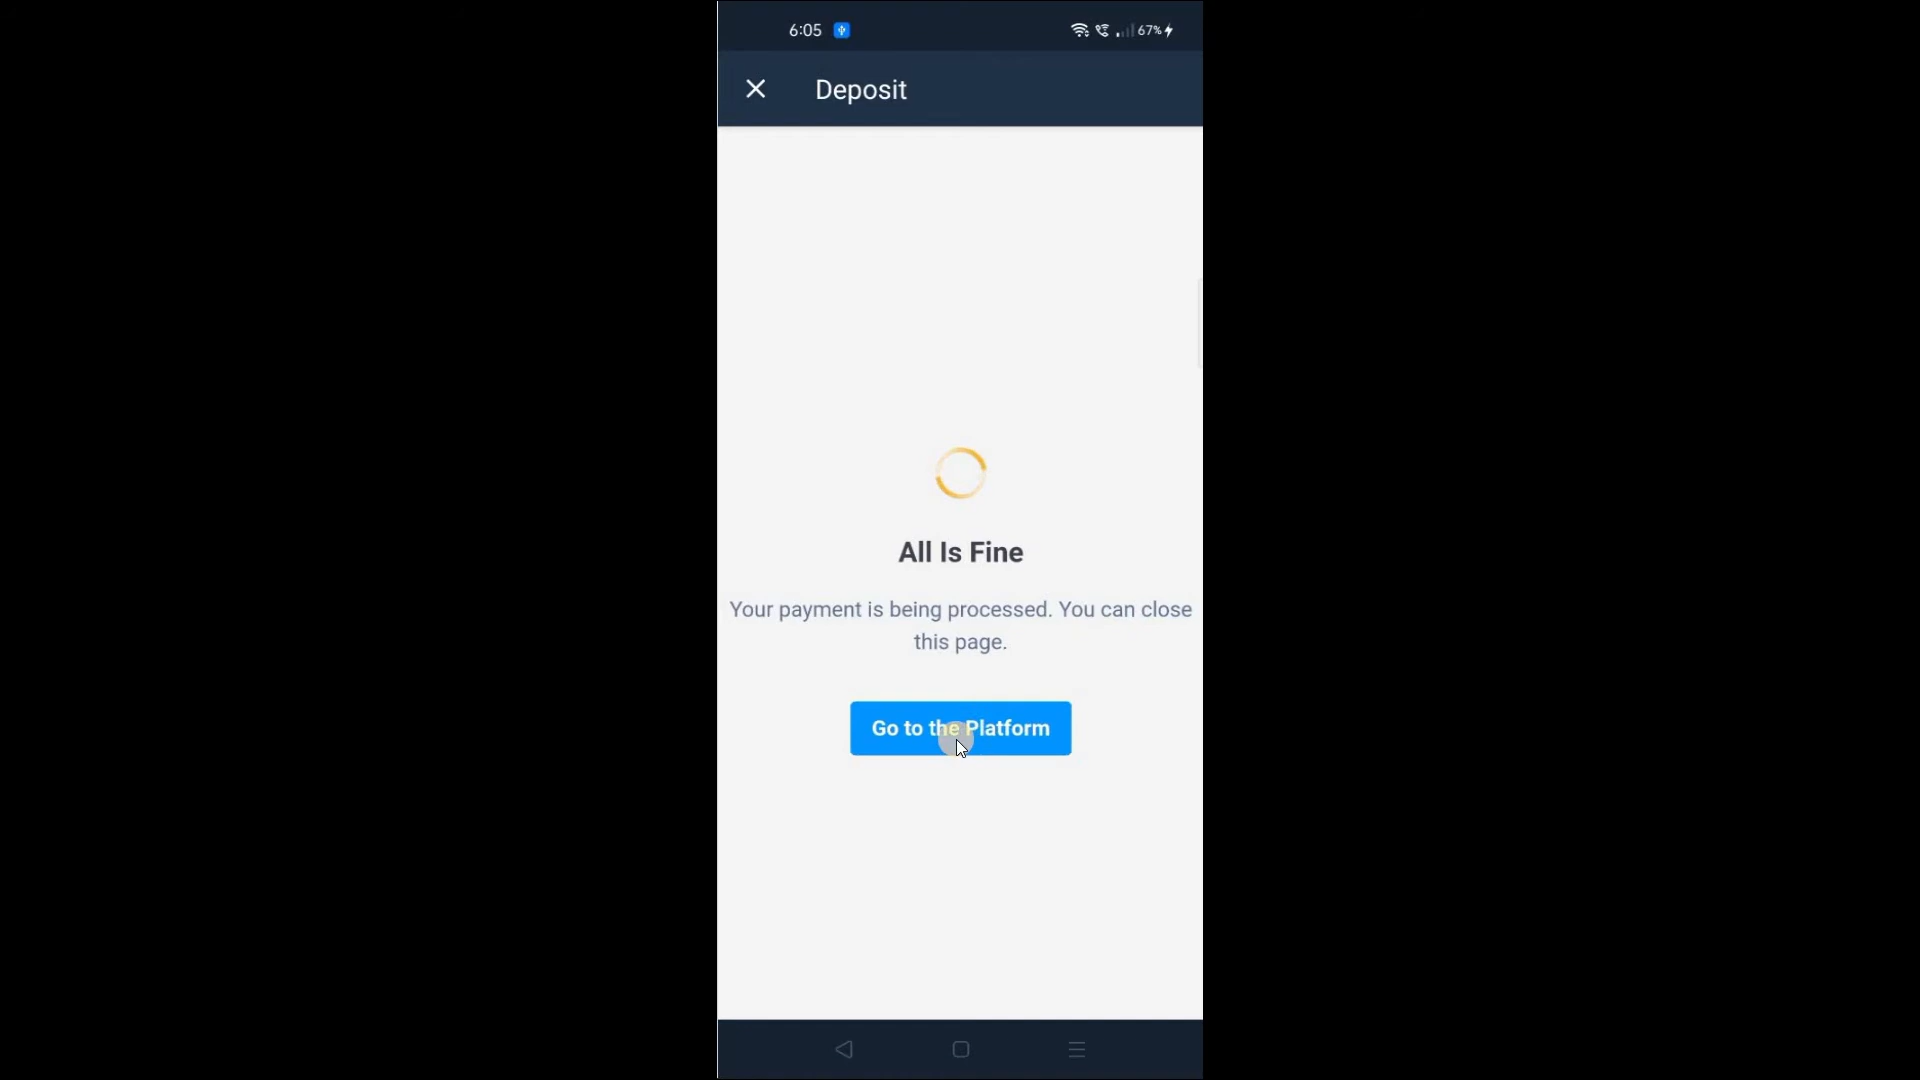 6:05
67%
Deposit
All Is Fine
Your payment is being processed. You can close
this page.
Go to the Platform